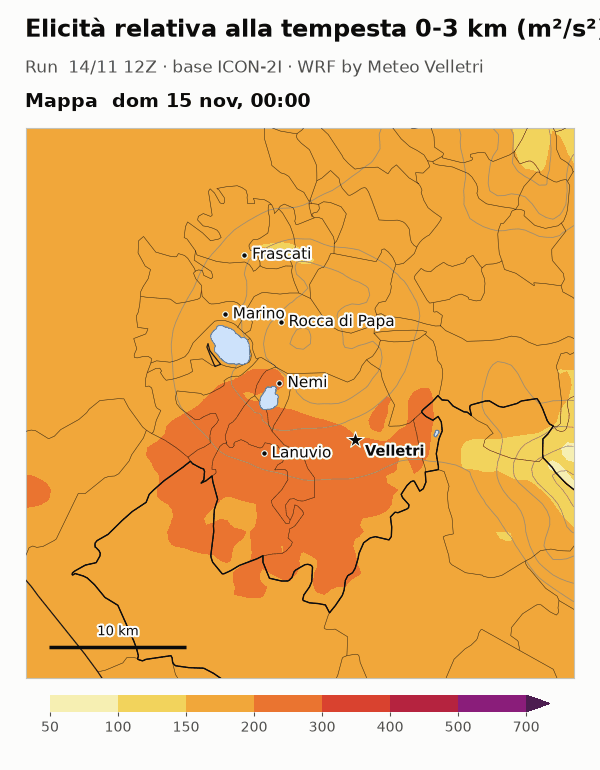 Elicità relativa alla tempesta 0-3 km (m²/s²)
Run 14/11 12Z · base ICON-2I · WRF by Meteo Velletri
Mappa dom 15 nov, 00:00
Frascati
Marino
Rocca di Papa
Nemi
Velletri
Lanuvio
10 km
50 100 150 200 300 400 500 700